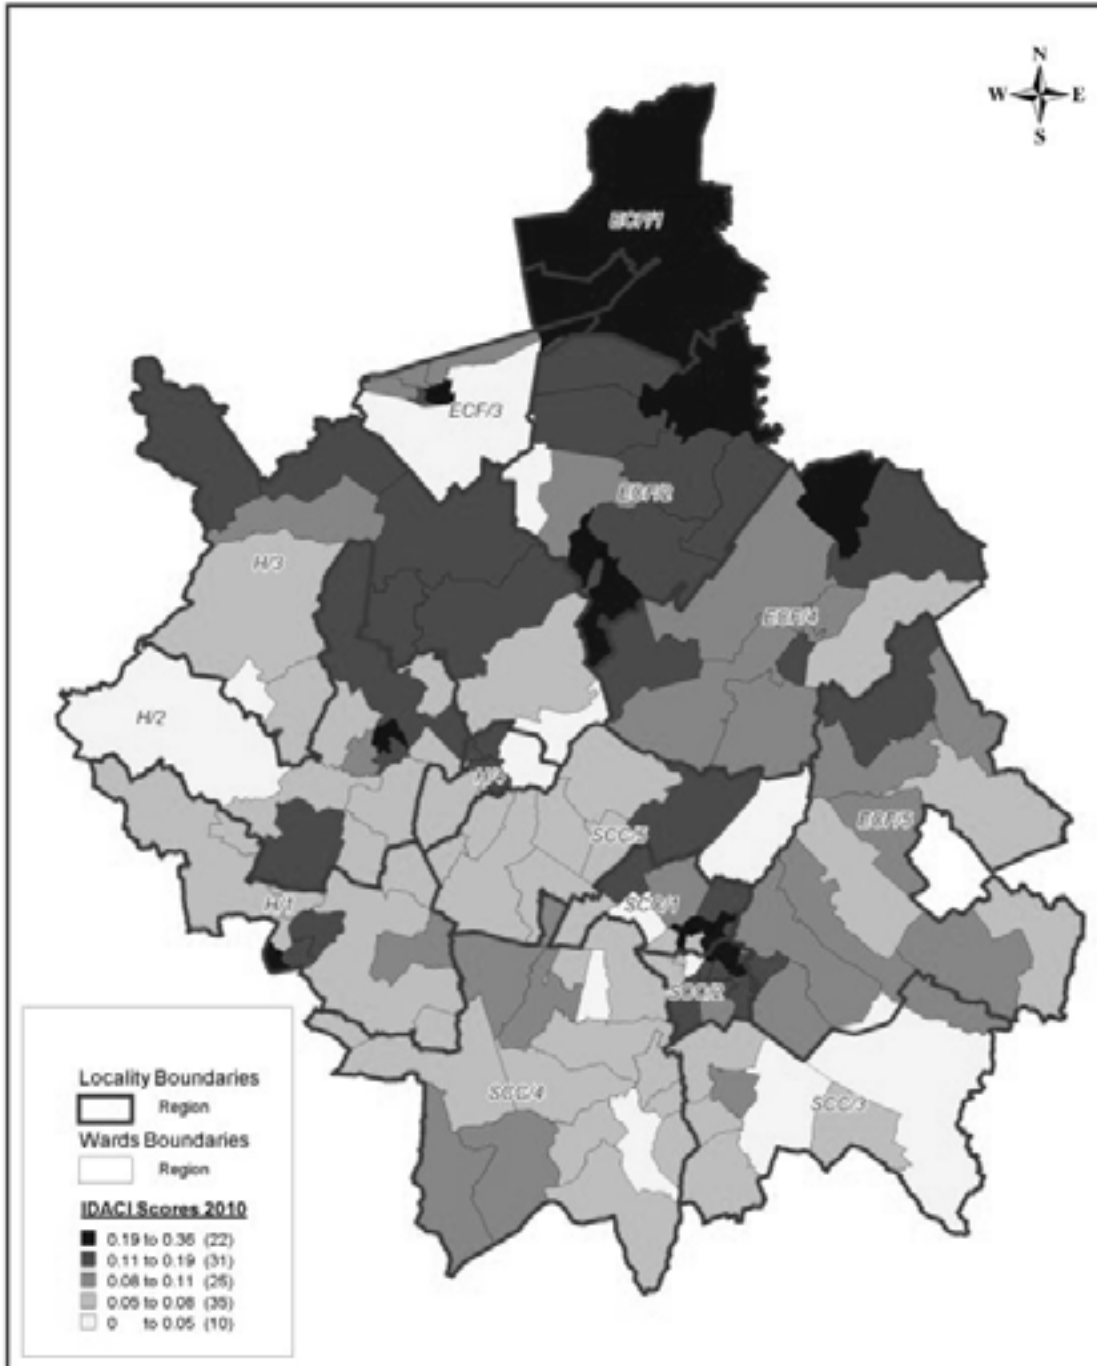 N
W E
S
ECF/1
ECF/3
ECF/2
H/3
ECF/4
H/2
H/4
SCC/5
ECF/5
SCC/1
H/1
SCC/2
SCC/4
SCC/3
Locality Boundaries
Region
Wards Boundaries
Region
IDACI Scores 2010
0.19 to 0.36 (22)
0.11 to 0.19 (31)
0.08 to 0.11 (25)
0.05 to 0.08 (35)
0 to 0.05 (10)